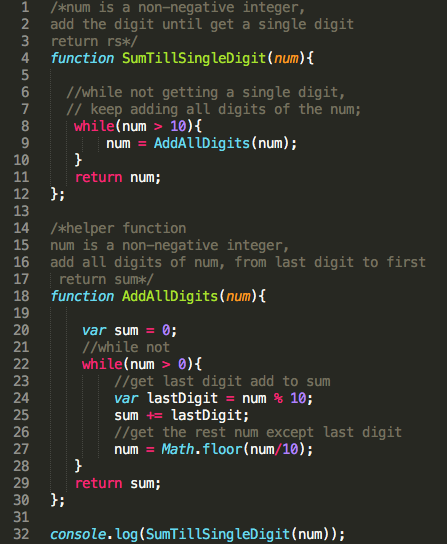 1 /*num is a non-negative integer,
2 add the digit until get a single digit
3 return rs*/
4 function SumTillSingleDigit(num){
5
6 //while not getting a single digit,
7 // keep adding all digits of the num;
8 while(num > 10){
9 num = AddAllDigits(num);
10 }
11 return num;
12 };
13
14 /*helper function
15 num is a non-negative integer,
16 add all digits of num, from last digit to first
17 return sum*/
18 function AddAllDigits(num){
19
20 var sum = 0;
21 //while not
22 while(num > 0){
23 //get last digit add to sum
24 var lastDigit = num % 10;
25 sum += lastDigit;
26 //get the rest num except last digit
27 num = Math.floor(num/10);
28 }
29 return sum;
30 };
31
32 console.log(SumTillSingleDigit(num));